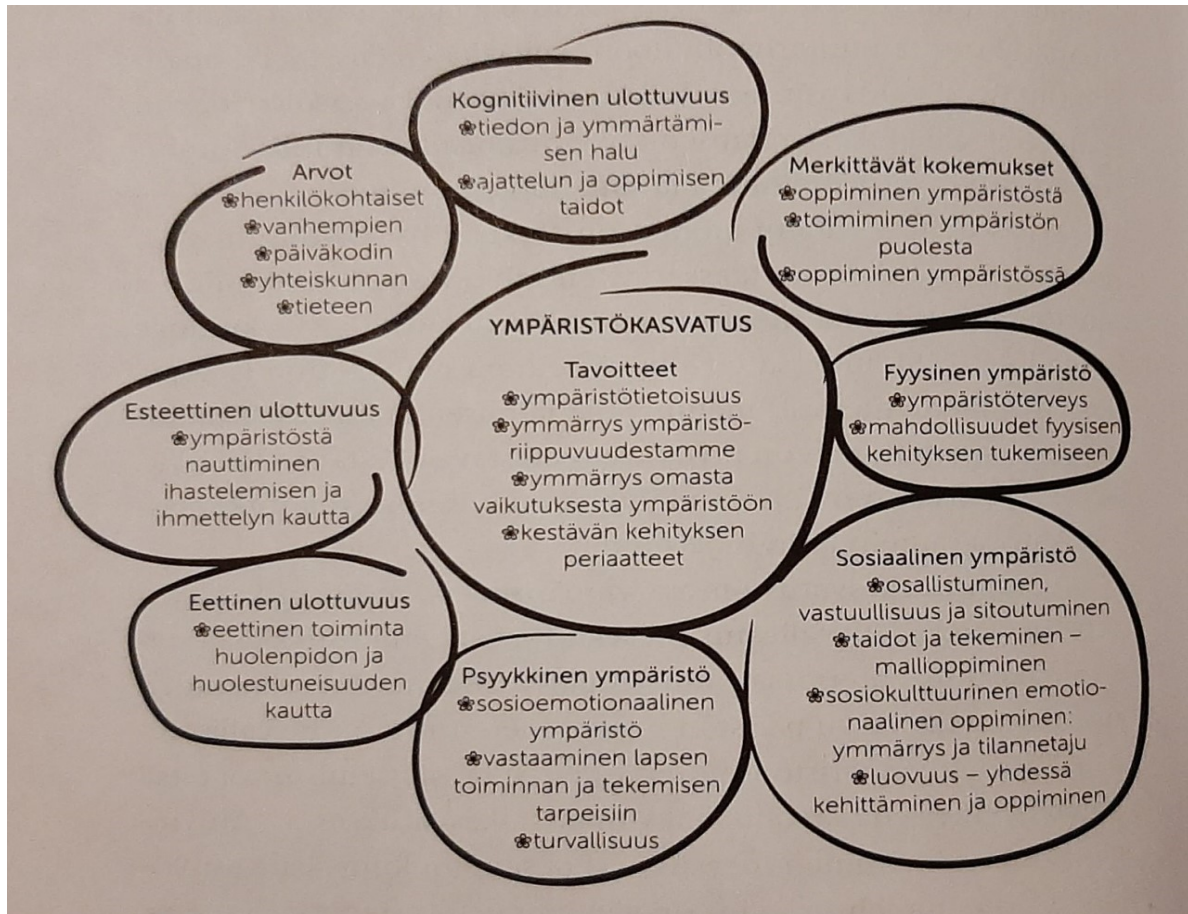 Kognitiivinen ulottuvuus
❀tiedon ja ymmärtämi-
sen halu
❀ajattelun ja oppimisen
taidot
Arvot
❀henkilökohtaiset
❀vanhempien
❀päiväkodin
❀yhteiskunnan
❀tieteen
Merkittävät kokemukset
❀oppiminen ympäristöstä
❀toimiminen ympäristön
puolesta
❀oppiminen ympäristössä
YMPÄRISTÖKASVATUS
Tavoitteet
❀ympäristötietoisuus
❀ymmärrys ympäristö-
riippuvuudestamme
❀ymmärrys omasta
vaikutuksesta ympäristöön
❀kestävän kehityksen
periaatteet
Fyysinen ympäristö
❀ympäristöterveys
❀mahdollisuudet fyysisen
kehityksen tukemiseen
Esteettinen ulottuvuus
❀ympäristöstä
nauttiminen
ihastelemisen ja
ihmettelyn kautta
Sosiaalinen ympäristö
❀osallistuminen,
vastuullisuus ja sitoutuminen
❀taidot ja tekeminen –
mallioppiminen
❀sosiokulttuurinen emotio-
naalinen oppiminen:
ymmärrys ja tilannetaju
❀luovuus – yhdessä
kehittäminen ja oppiminen
Eettinen ulottuvuus
❀eettinen toiminta
huolenpidon ja
huolestuneisuuden
kautta
Psyykkinen ympäristö
❀sosioemotionaalinen
ympäristö
❀vastaaminen lapsen
toiminnan ja tekemisen
tarpeisiin
❀turvallisuus